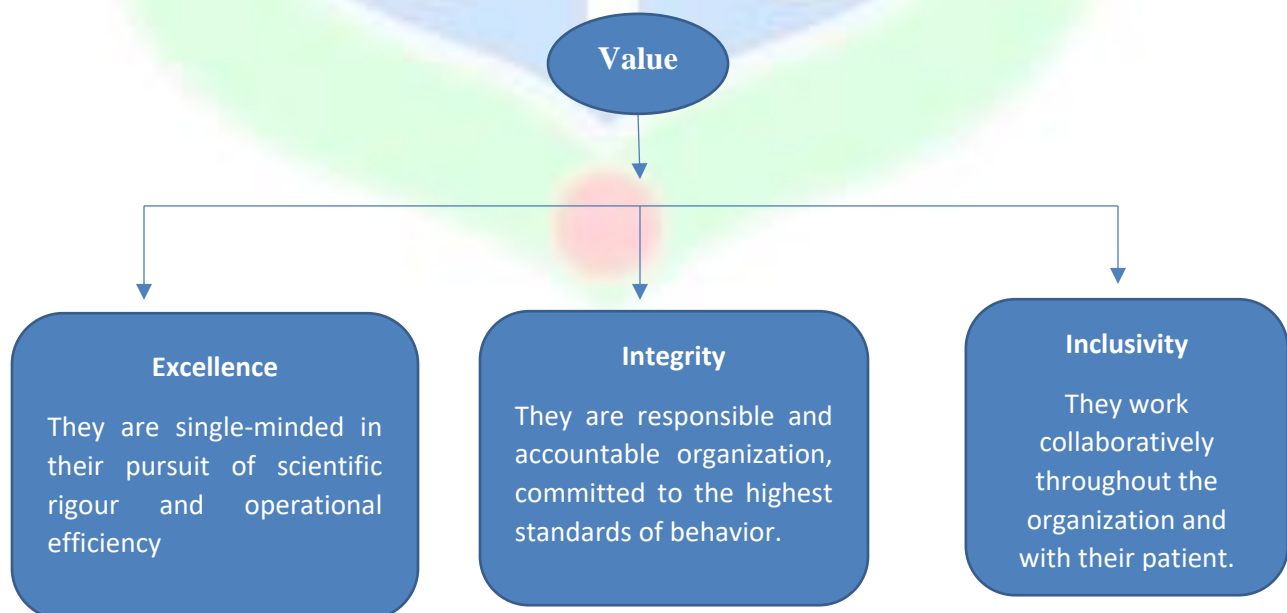 Value
Excellence
They are single-minded in
their pursuit of scientific
rigour and operational
efficiency
Integrity
They are responsible and
accountable organization,
committed to the highest
standards of behavior.
Inclusivity
They work
collaboratively
throughout the
organization and
with their patient.